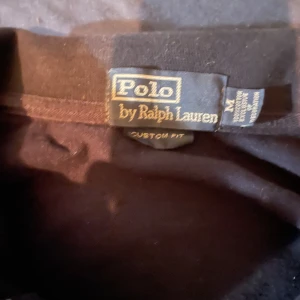 Polo
by Ralph Lauren
CUSTOM FIT
M